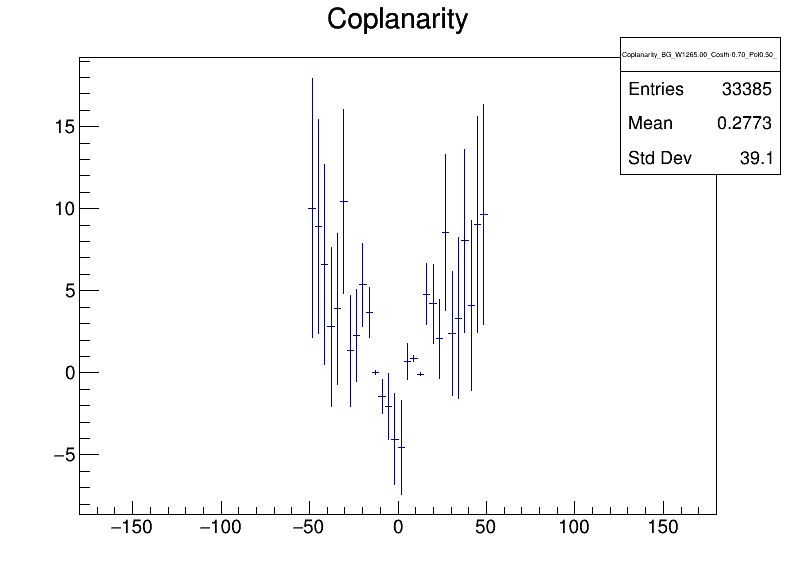 Coplanarity
Coplanarity_BG_W1265.00_Costh-0.70_Pol0.50_
Entries 33385
Mean 0.2773
Std Dev 39.1
15
10
5
0
−5
−150 −100 −50 0 50 100 150